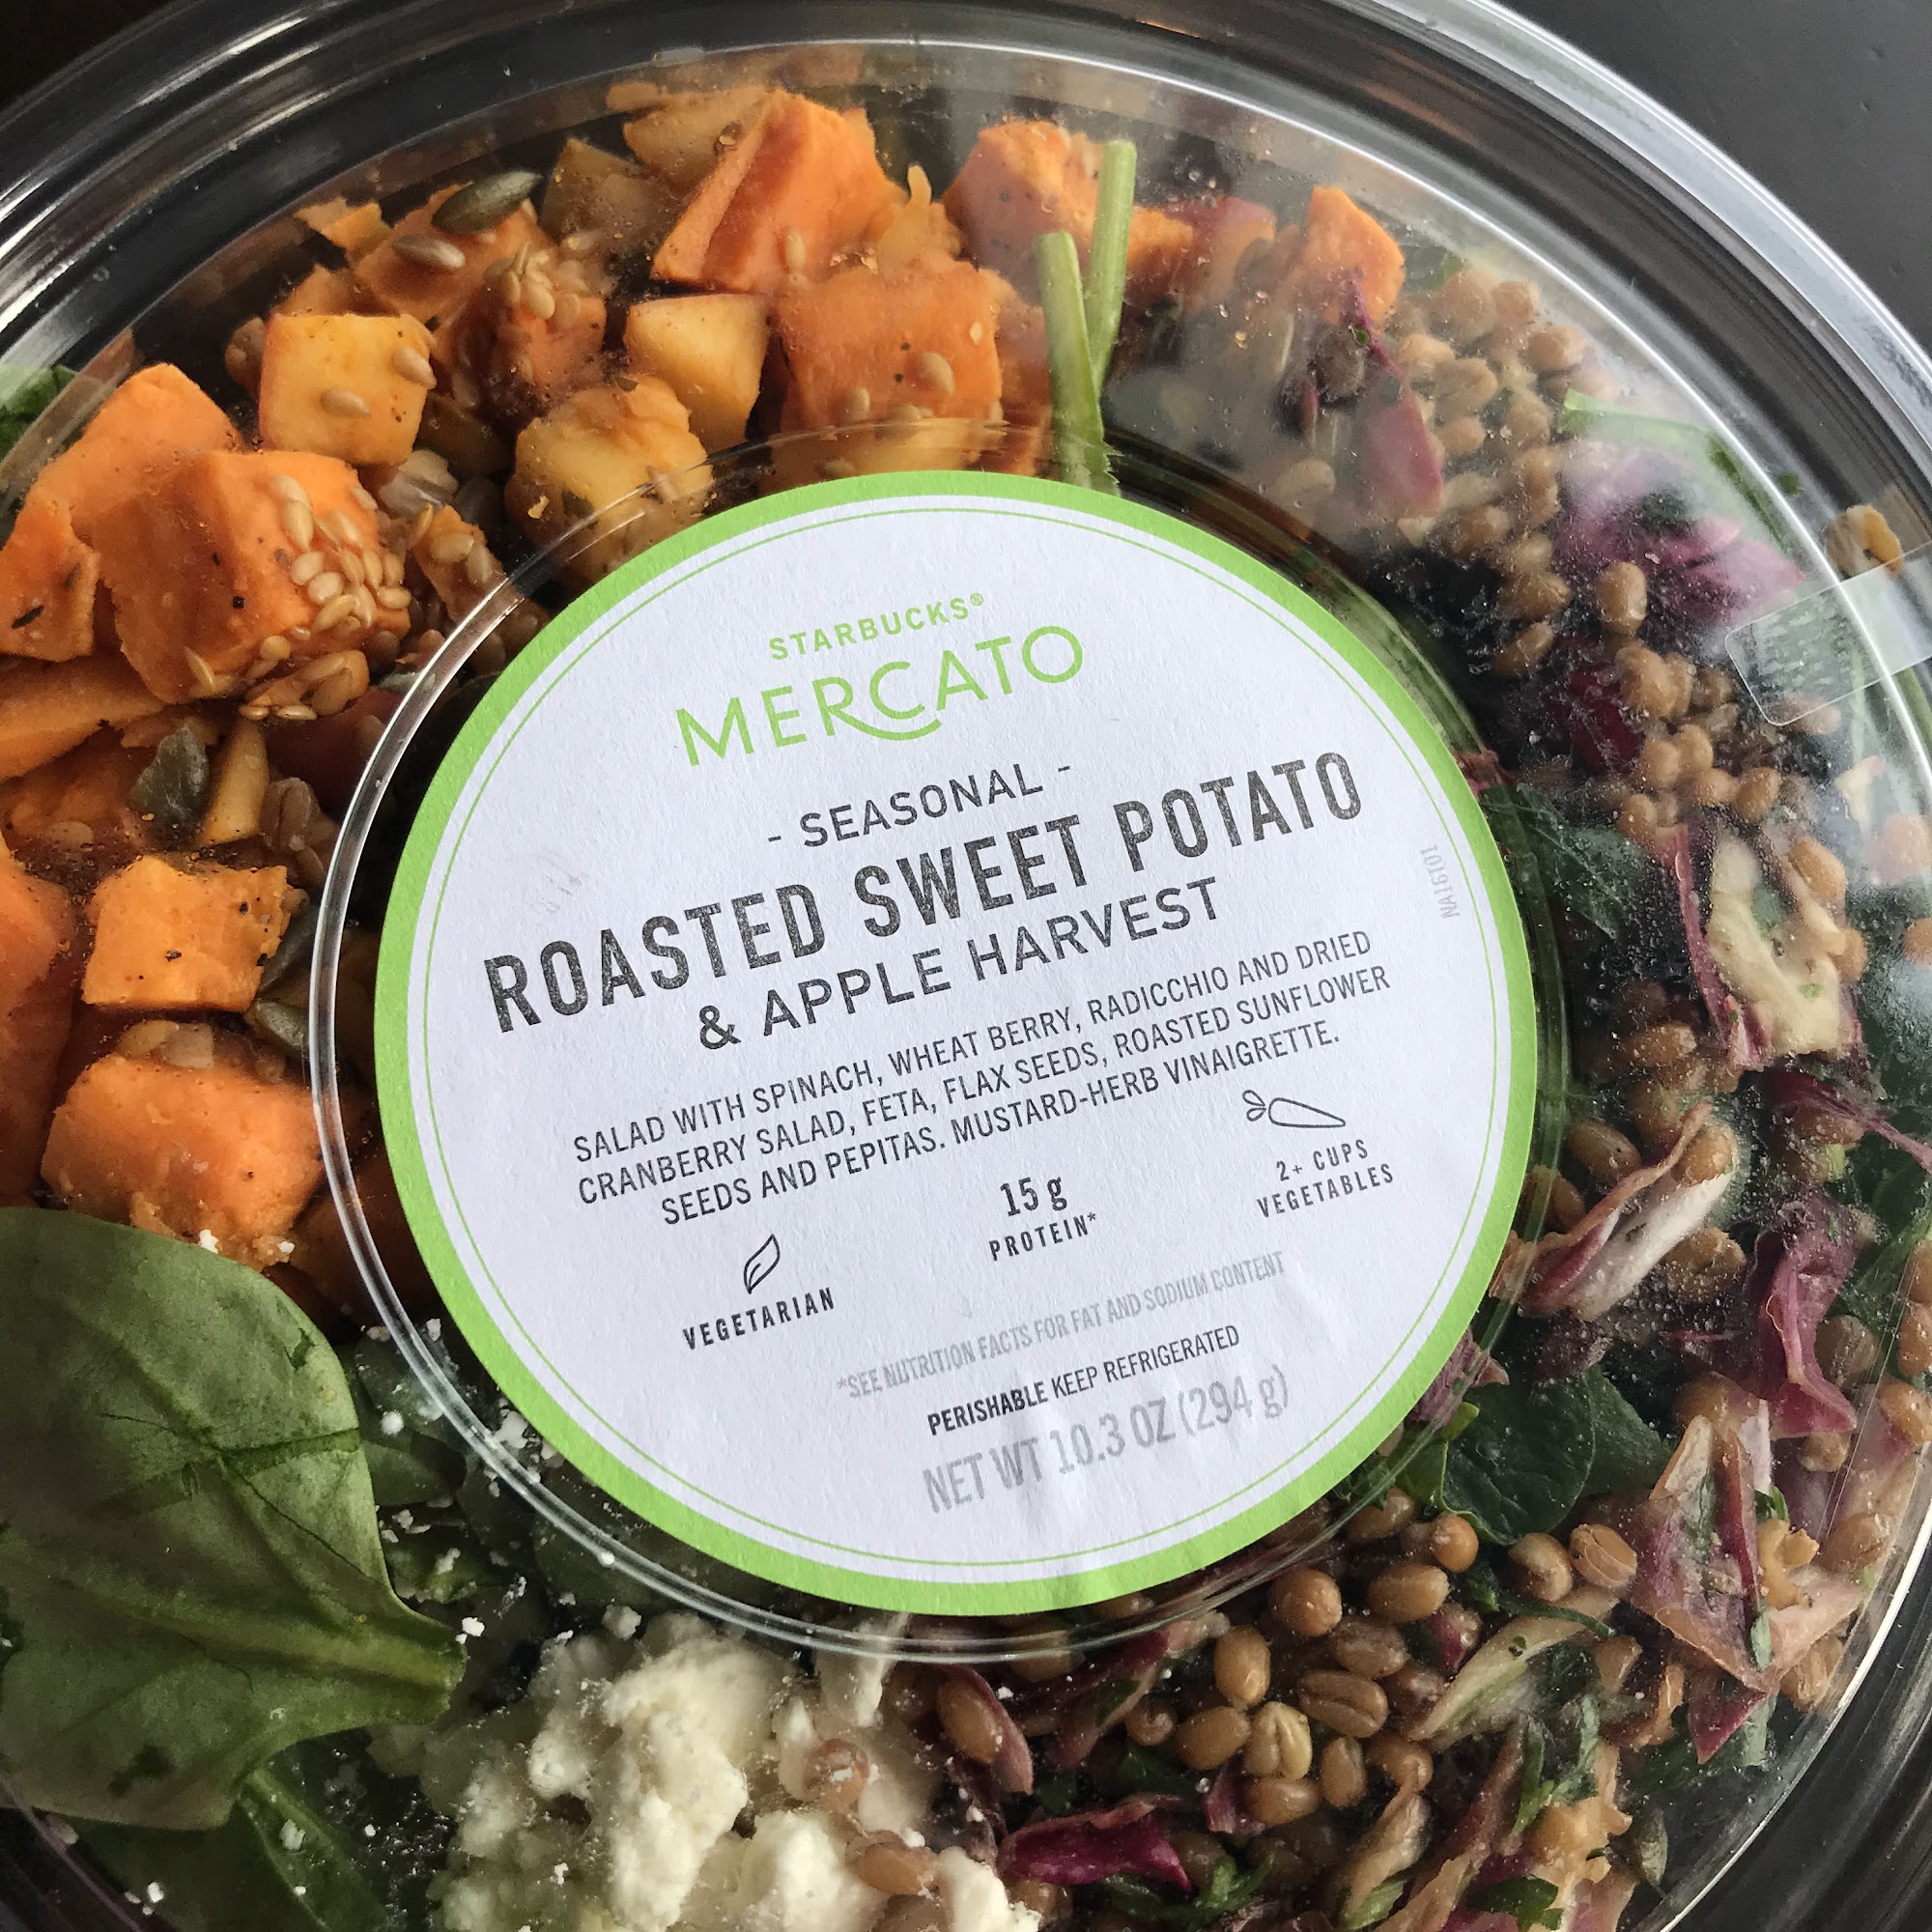 STARBUCKS®
MERCATO
- SEASONAL -
ROASTED SWEET POTATO
& APPLE HARVEST
SALAD WITH SPINACH, WHEAT BERRY, RADICCHIO AND DRIED
CRANBERRY SALAD, FETA, FLAX SEEDS, ROASTED SUNFLOWER
SEEDS AND PEPITAS. MUSTARD-HERB VINAIGRETTE.
VEGETARIAN
15 g
PROTEIN*
2+ CUPS
VEGETABLES
*SEE NUTRITION FACTS FOR FAT AND SODIUM CONTENT
PERISHABLE KEEP REFRIGERATED
NET WT 10.3 OZ (294 g)
NA16T01